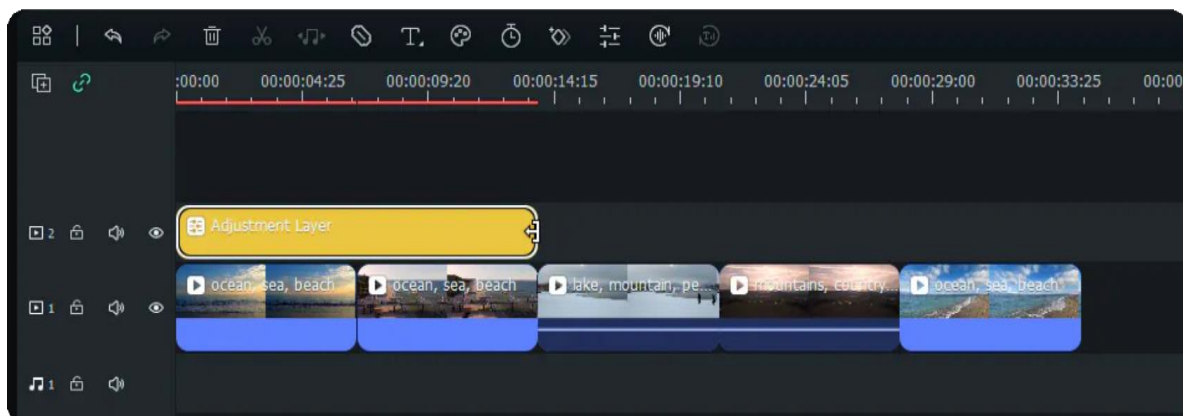 :00:00 00:00:04:25 00:00:09:20 00:00:14:15 00:00:19:10 00:00:24:05 00:00:29:00 00:00:33:25 00:00
2 Adjustment Layer
1 ocean, sea, beach ocean, sea, beach lake, mountain, pe... mountains, country... ocean, sea, beach
1